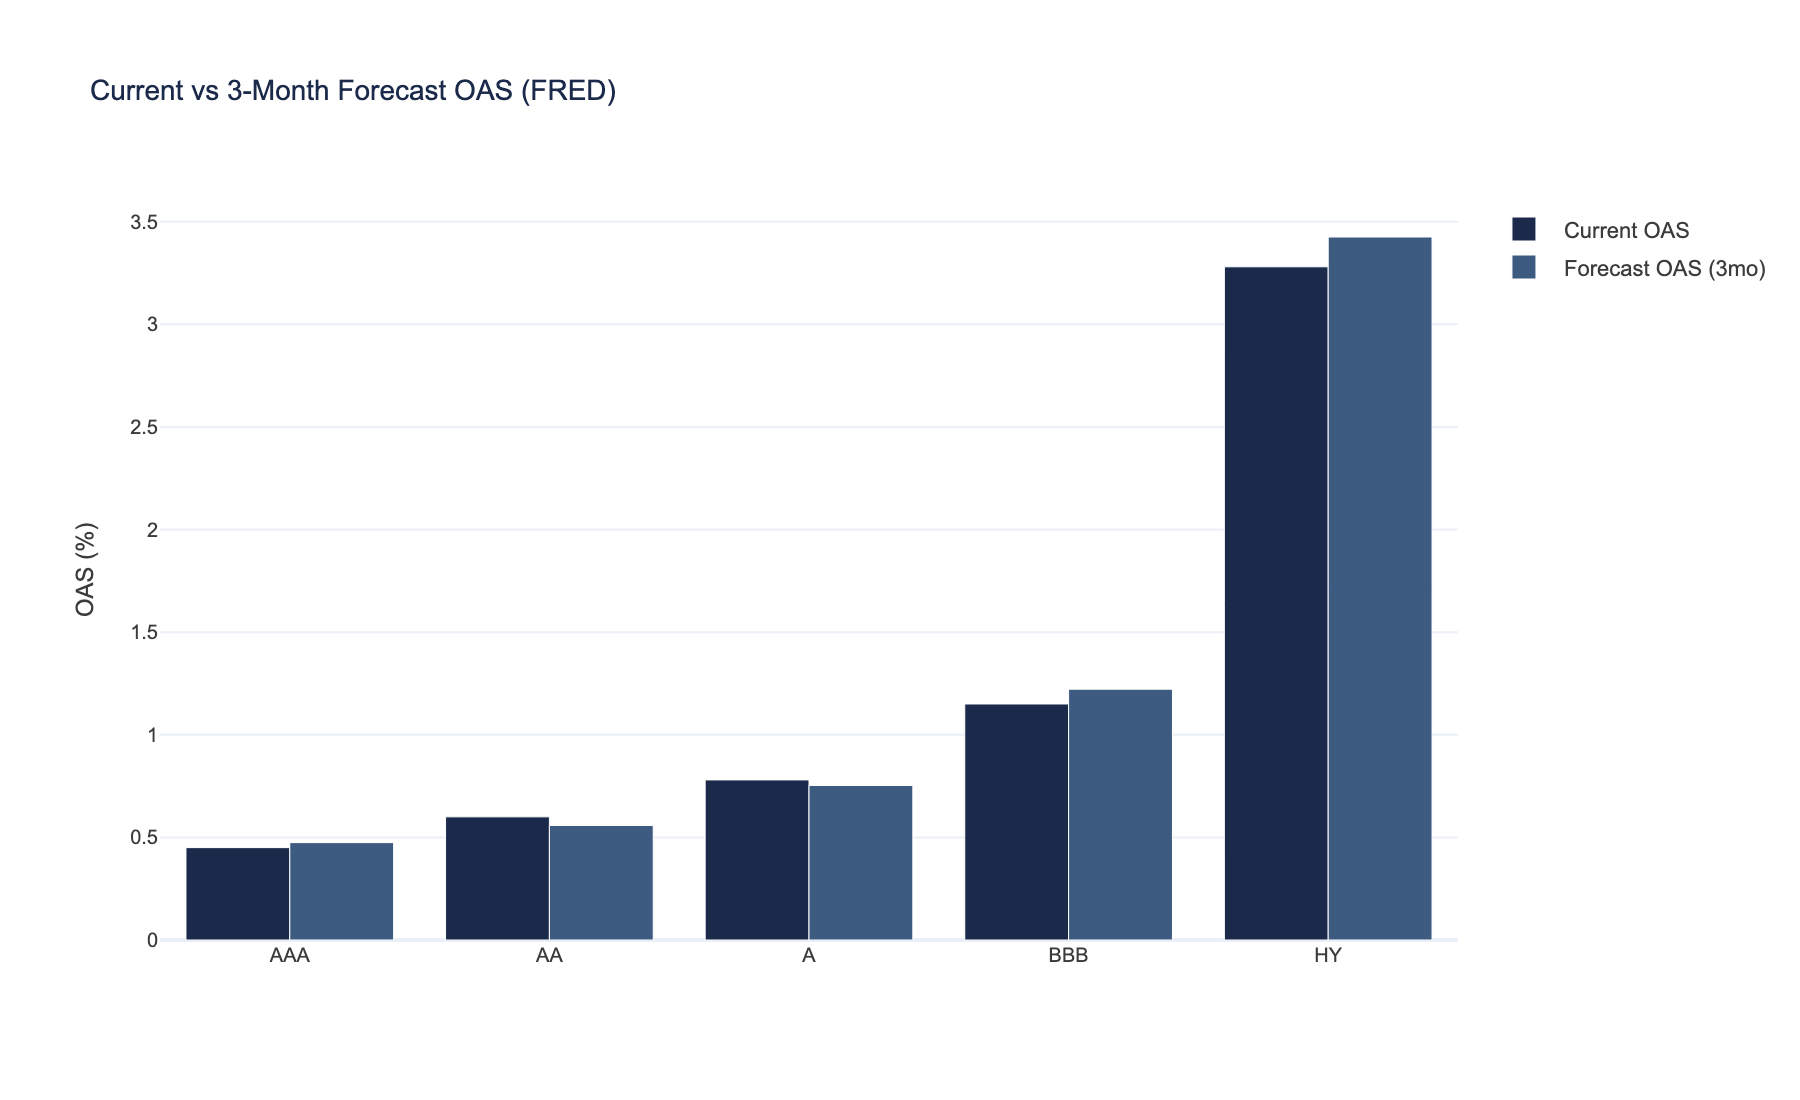 Current vs 3-Month Forecast OAS (FRED)
Current OAS
Forecast OAS (3mo)
OAS (%)
3.5
3
2.5
2
1.5
1
0.5
0
AAA
AA
A
BBB
HY